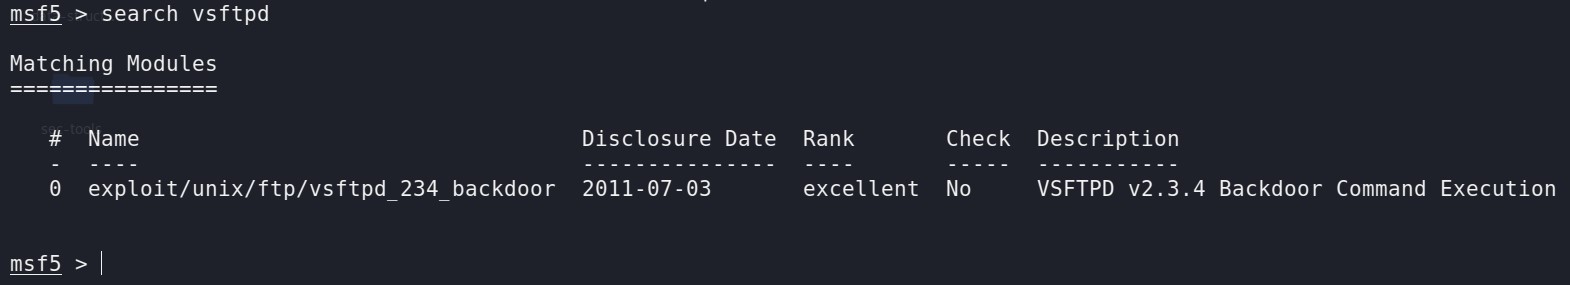 msf5 > search vsftpd
Matching Modules
================
# Name Disclosure Date Rank Check Description
- ---- --------------- ---- ----- -----------
0 exploit/unix/ftp/vsftpd_234_backdoor 2011-07-03 excellent No VSFTPD v2.3.4 Backdoor Command Execution
msf5 >